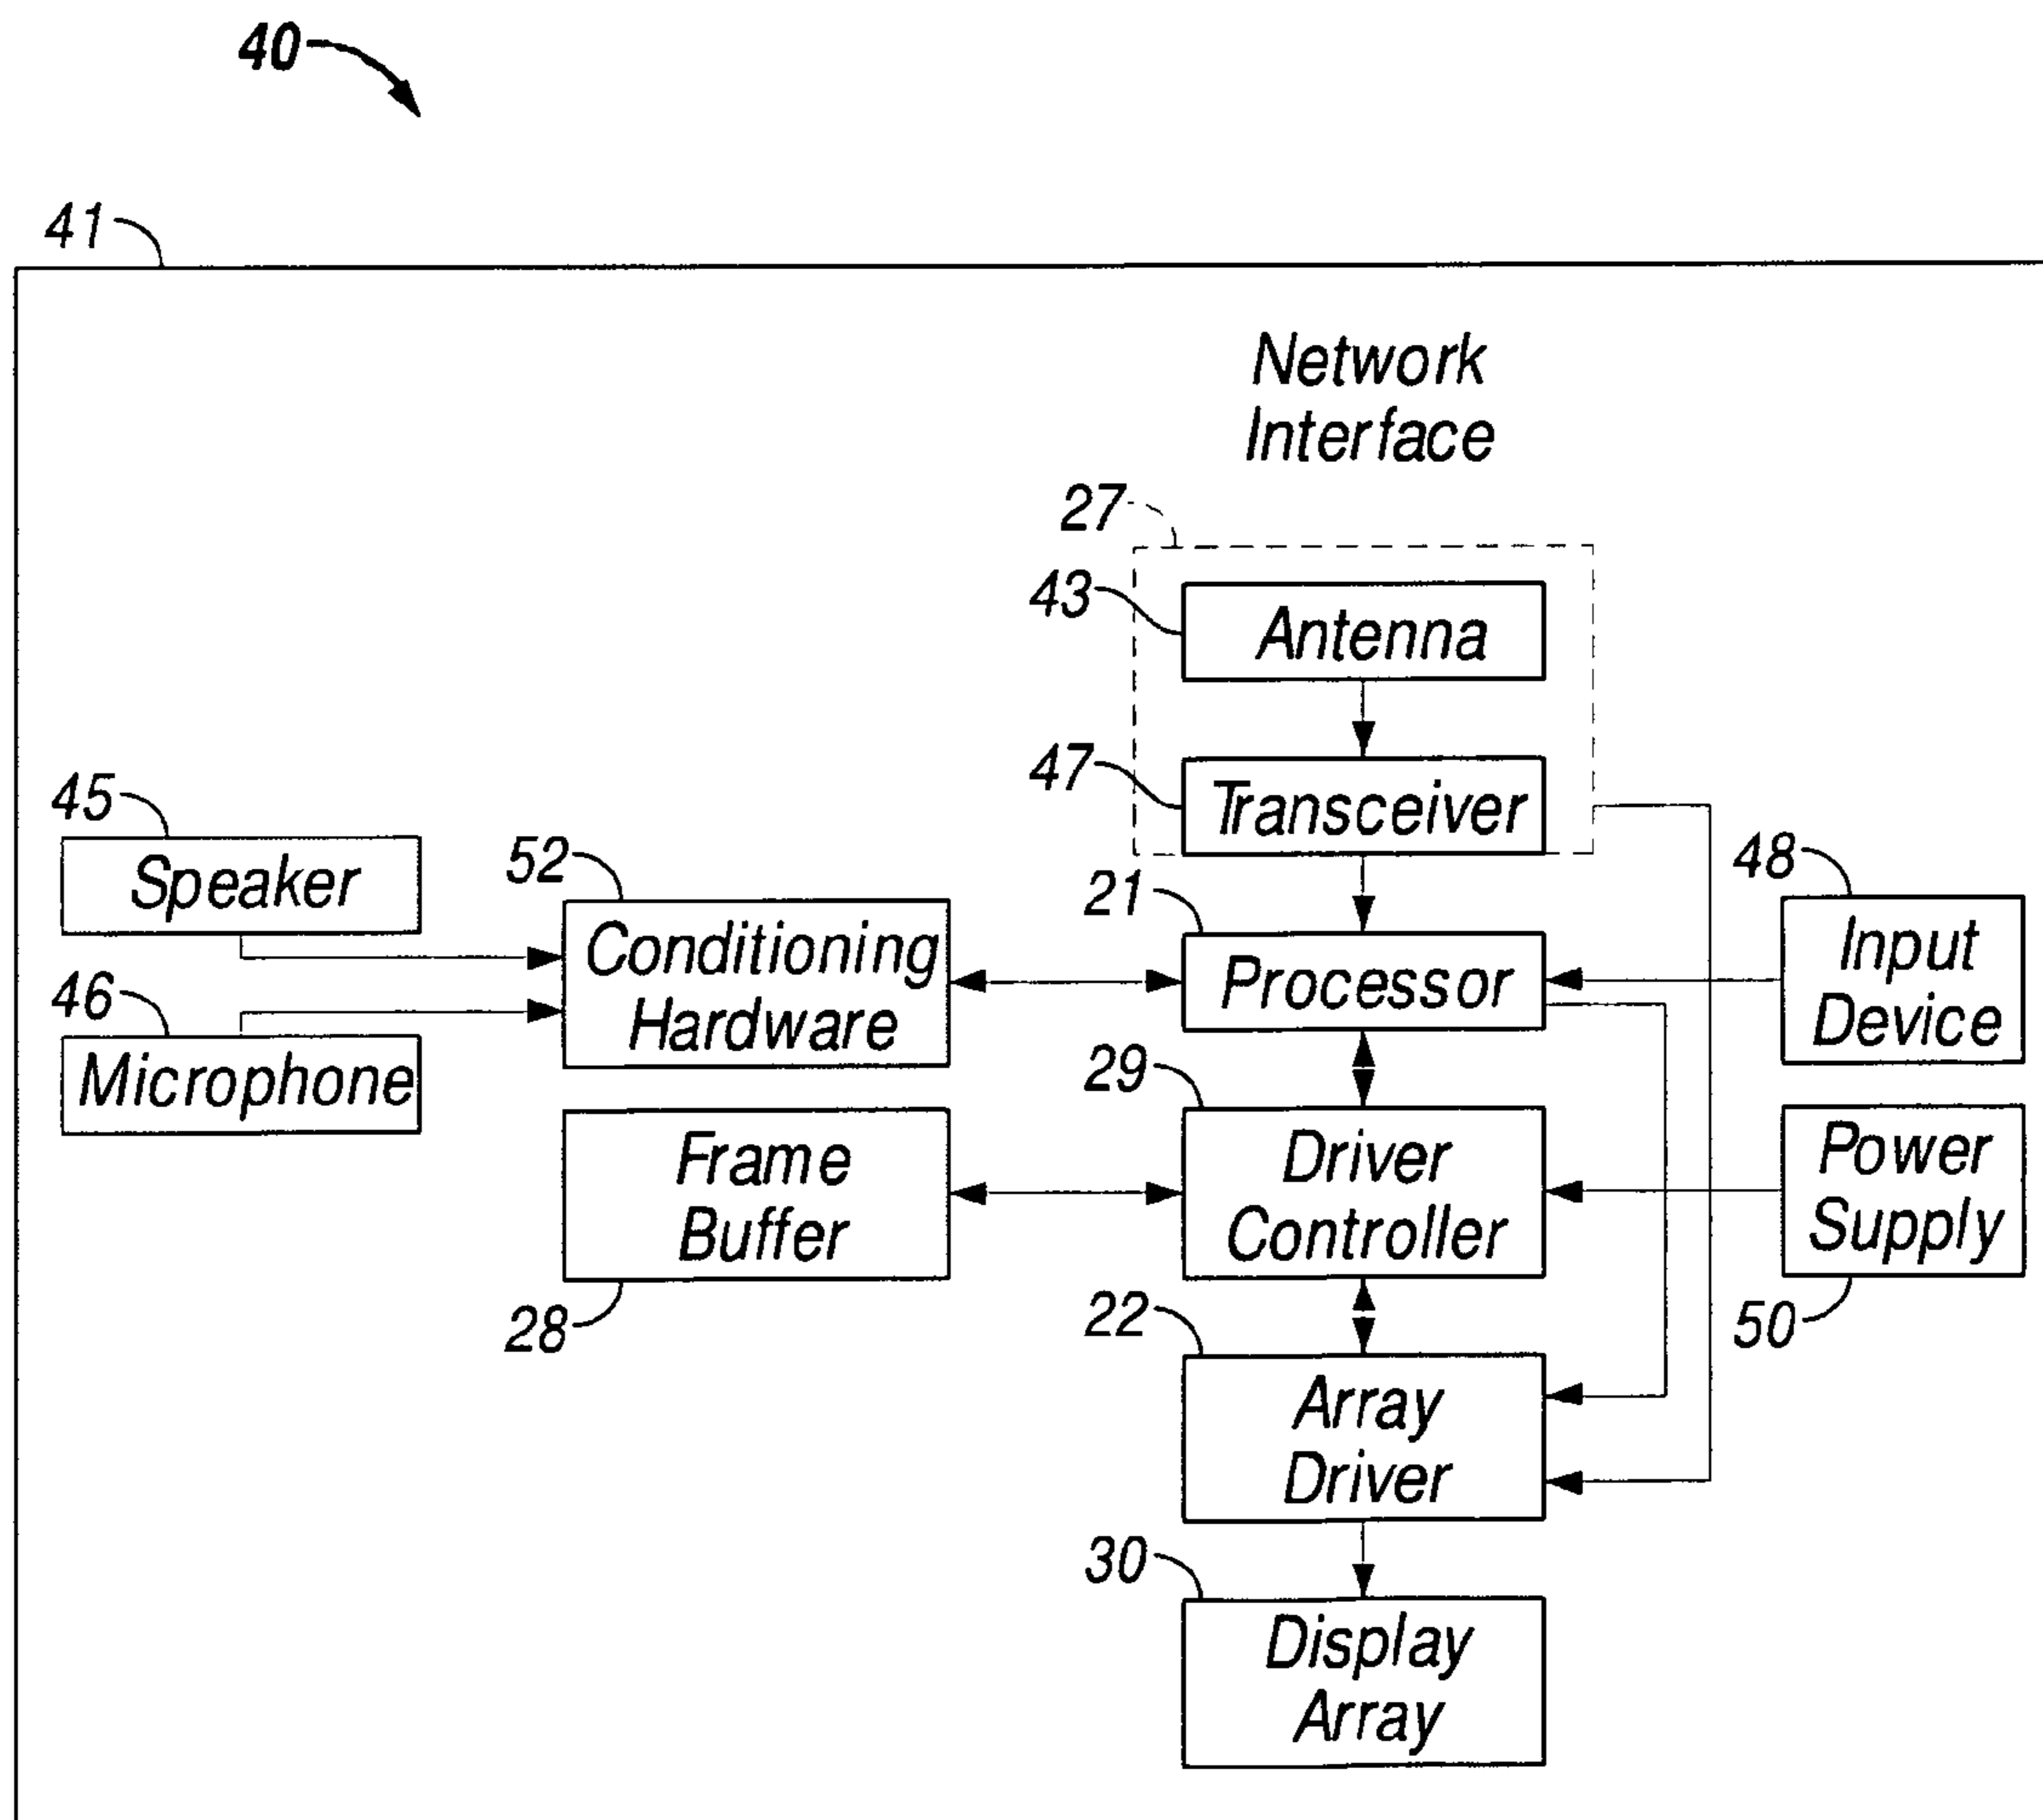 40
41
Network
Interface
27
43
Antenna
47
Transceiver
45
Speaker
52
Conditioning
Hardware
21
Processor
48
Input
Device
46
Microphone
29
Driver
Controller
Frame
Buffer
28
Power
Supply
50
22
Array
Driver
30
Display
Array